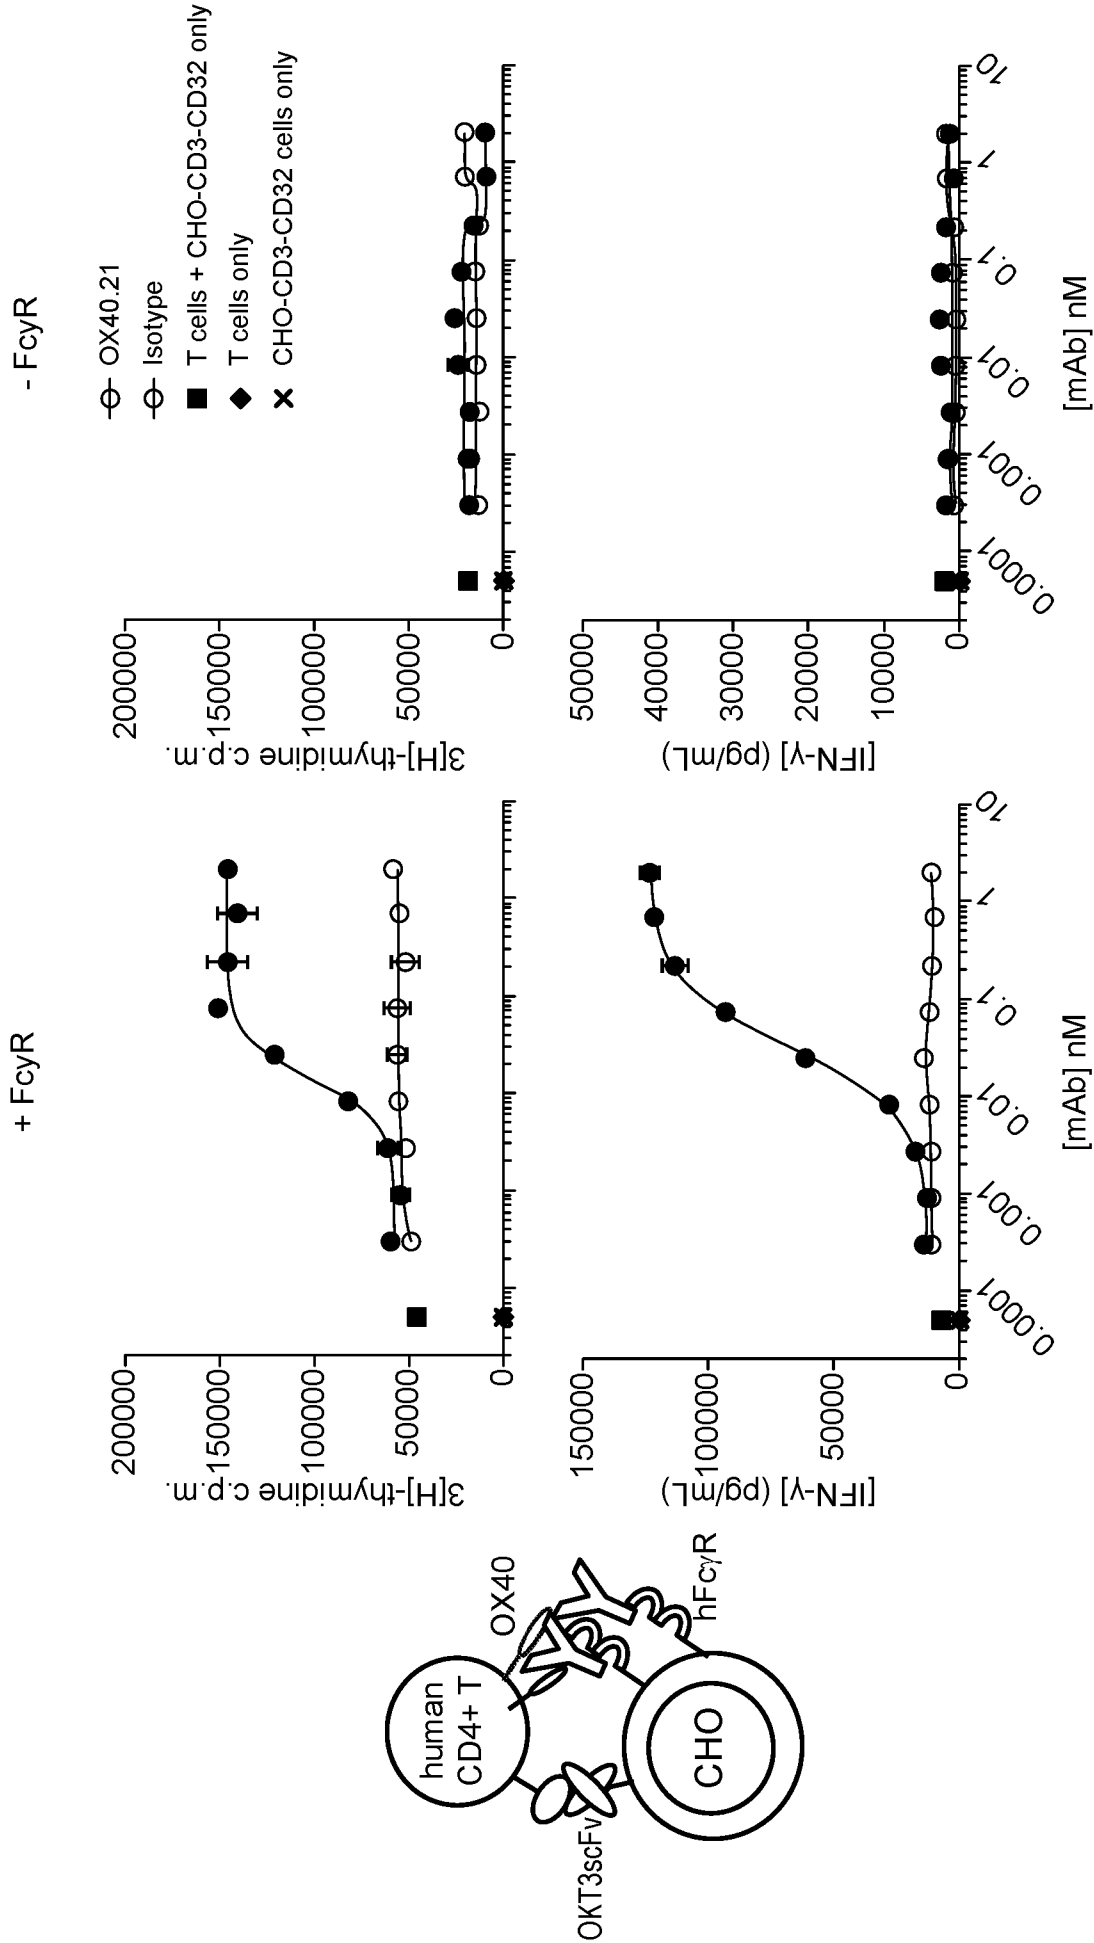 human
CD4+ T
OX40
OKT3scFv
CHO
hFcγR
+ FcyR
3[H]-thymidine c.p.m.
200000
150000
100000
50000
0
[IFN-γ] (pg/mL)
150000
100000
50000
0
0.0001
0.001
0.01
0.1
1
10
[mAb] nM
- FcyR
3[H]-thymidine c.p.m.
200000
150000
100000
50000
0
OX40.21
Isotype
T cells + CHO-CD3-CD32 only
T cells only
CHO-CD3-CD32 cells only
[IFN-γ] (pg/mL)
50000
40000
30000
20000
10000
0
0.0001
0.001
0.01
0.1
1
10
[mAb] nM